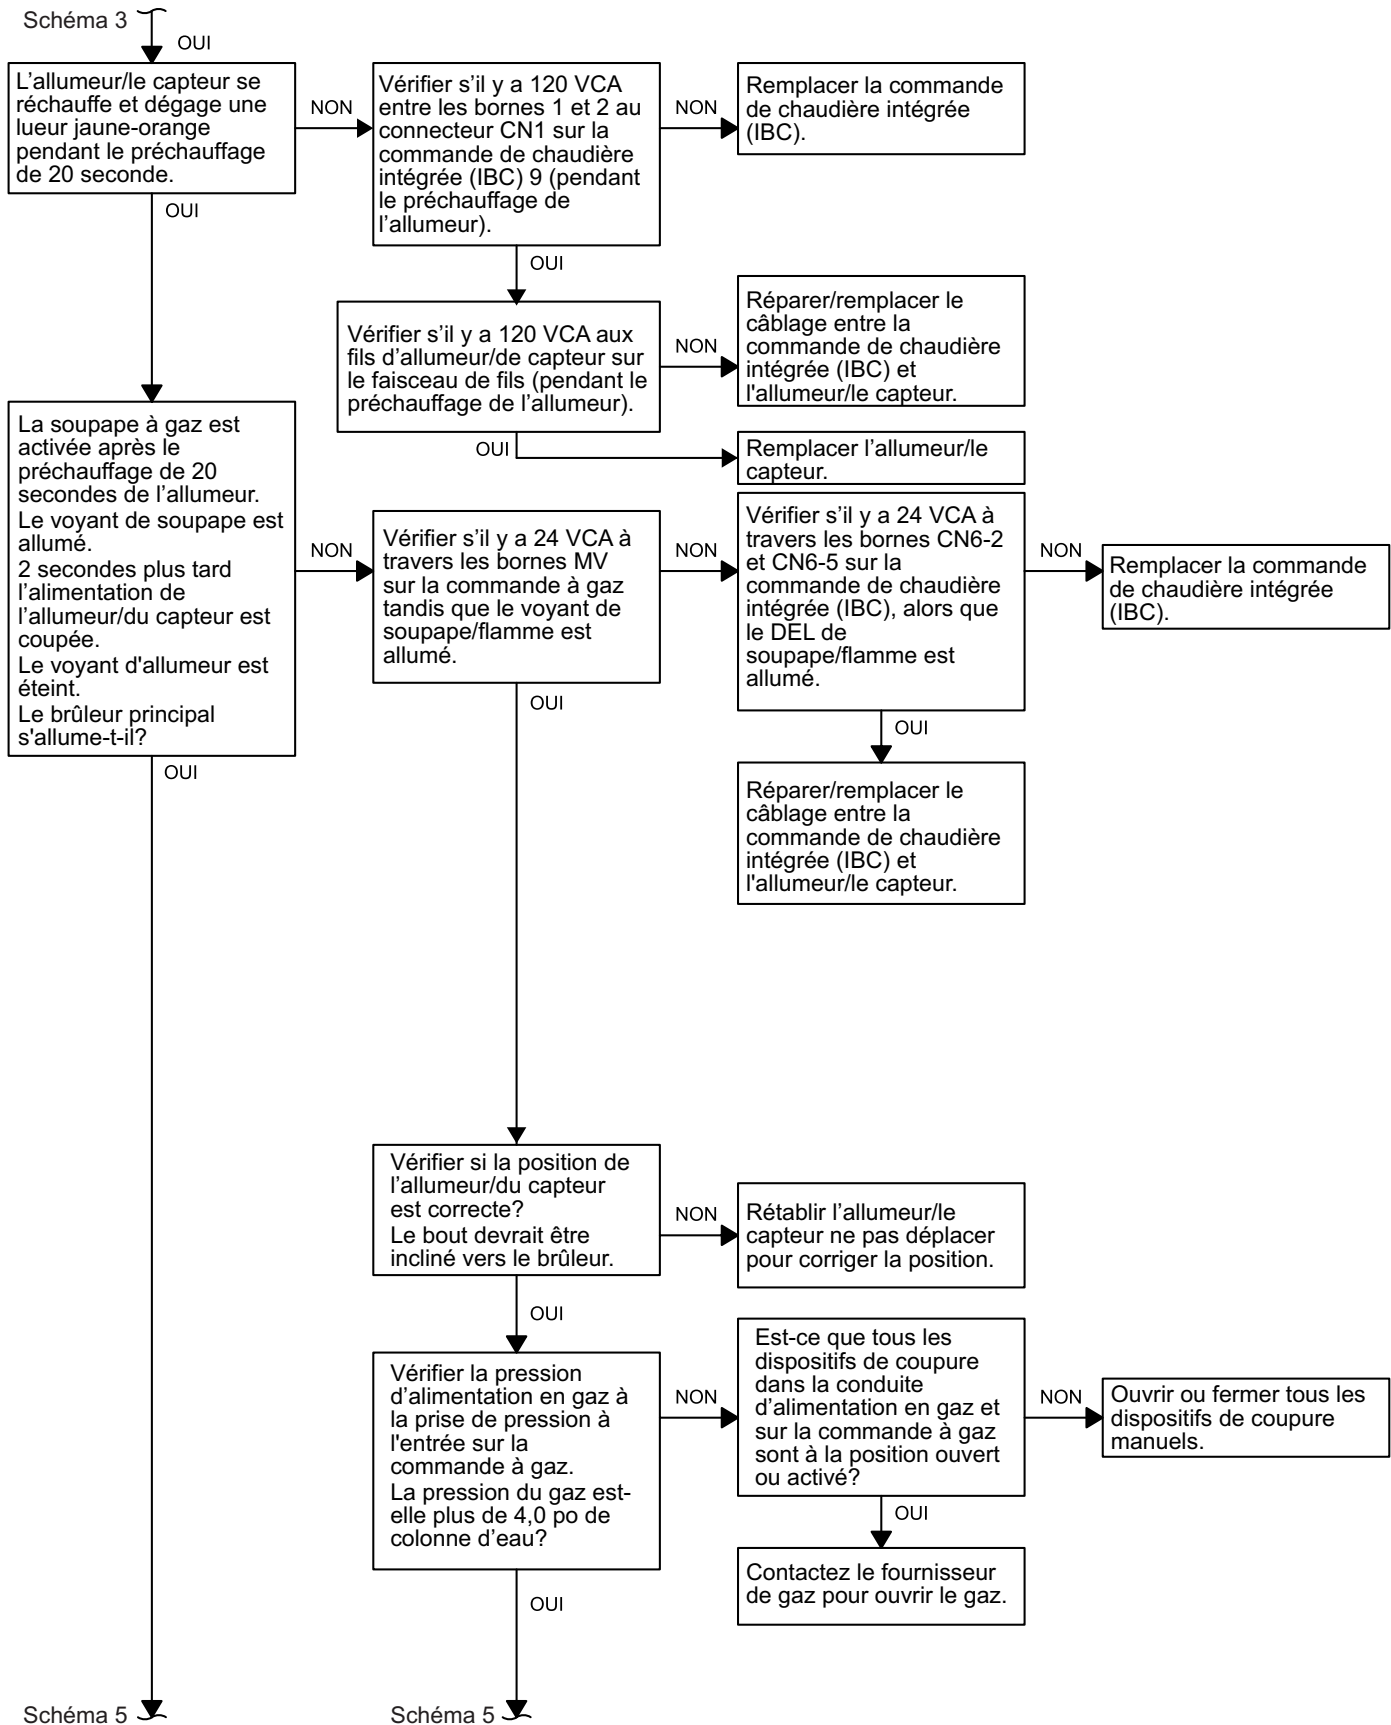 Schéma 3
OUI
L'allumeur/le capteur se
réchauffe et dégage une
lueur jaune-orange
pendant le préchauffage
de 20 seconde.
NON
Vérifier s'il y a 120 VCA
entre les bornes 1 et 2 au
connecteur CN1 sur la
commande de chaudière
intégrée (IBC) 9 (pendant
le préchauffage de
l'allumeur).
NON
Remplacer la commande
de chaudière intégrée
(IBC).
OUI
OUI
Vérifier s'il y a 120 VCA aux
fils d'allumeur/de capteur sur
le faisceau de fils (pendant le
préchauffage de l'allumeur).
NON
Réparer/remplacer le
câblage entre la
commande de chaudière
intégrée (IBC) et
l'allumeur/le capteur.
OUI
Remplacer l'allumeur/le
capteur.
La soupape à gaz est
activée après le
préchauffage de 20
secondes de l'allumeur.
Le voyant de soupape est
allumé.
2 secondes plus tard
l'alimentation de
l'allumeur/du capteur est
coupée.
Le voyant d'allumeur est
éteint.
Le brûleur principal
s'allume-t-il?
NON
Vérifier s'il y a 24 VCA à
travers les bornes MV
sur la commande à gaz
tandis que le voyant de
soupape/flamme est
allumé.
NON
Vérifier s'il y a 24 VCA à
travers les bornes CN6-2
et CN6-5 sur la
commande de chaudière
intégrée (IBC), alors que
le DEL de
soupape/flamme est
allumé.
NON
Remplacer la commande
de chaudière intégrée
(IBC).
OUI
OUI
OUI
Réparer/remplacer le
câblage entre la
commande de chaudière
intégrée (IBC) et
l'allumeur/le capteur.
Vérifier si la position de
l'allumeur/du capteur
est correcte?
Le bout devrait être
incliné vers le brûleur.
NON
Rétablir l'allumeur/le
capteur ne pas déplacer
pour corriger la position.
OUI
Vérifier la pression
d'alimentation en gaz à
la prise de pression à
l'entrée sur la
commande à gaz.
La pression du gaz est-
elle plus de 4,0 po de
colonne d'eau?
NON
Est-ce que tous les
dispositifs de coupure
dans la conduite
d'alimentation en gaz et
sur la commande à gaz
sont à la position ouvert
ou activé?
NON
Ouvrir ou fermer tous les
dispositifs de coupure
manuels.
OUI
Contactez le fournisseur
de gaz pour ouvrir le gaz.
OUI
Schéma 5
Schéma 5